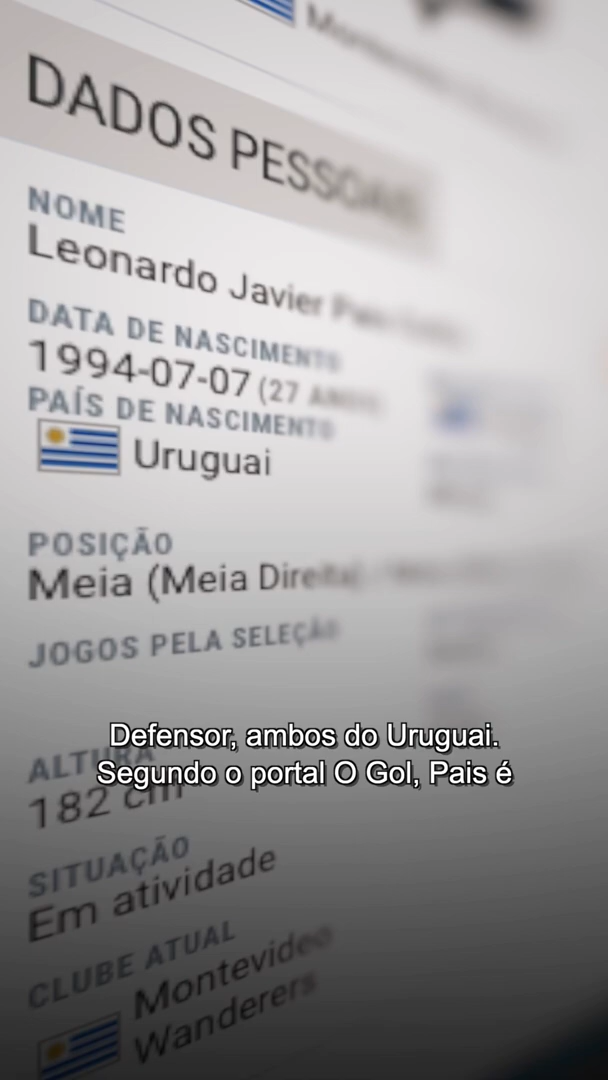 DADOS PESSOAIS
NOME
Leonardo Javier
DATA DE NASCIMENTO
1994-07-07 (27 ANOS)
PAÍS DE NASCIMENTO
Uruguai
POSIÇÃO
Meia (Meia Direita) /
JOGOS PELA SELEÇÃO
Defensor, ambos do Uruguai.
Segundo o portal O Gol, Pais é
ALTURA
182 cm
SITUAÇÃO
Em atividade
CLUBE ATUAL
Montevideo
Wanderers